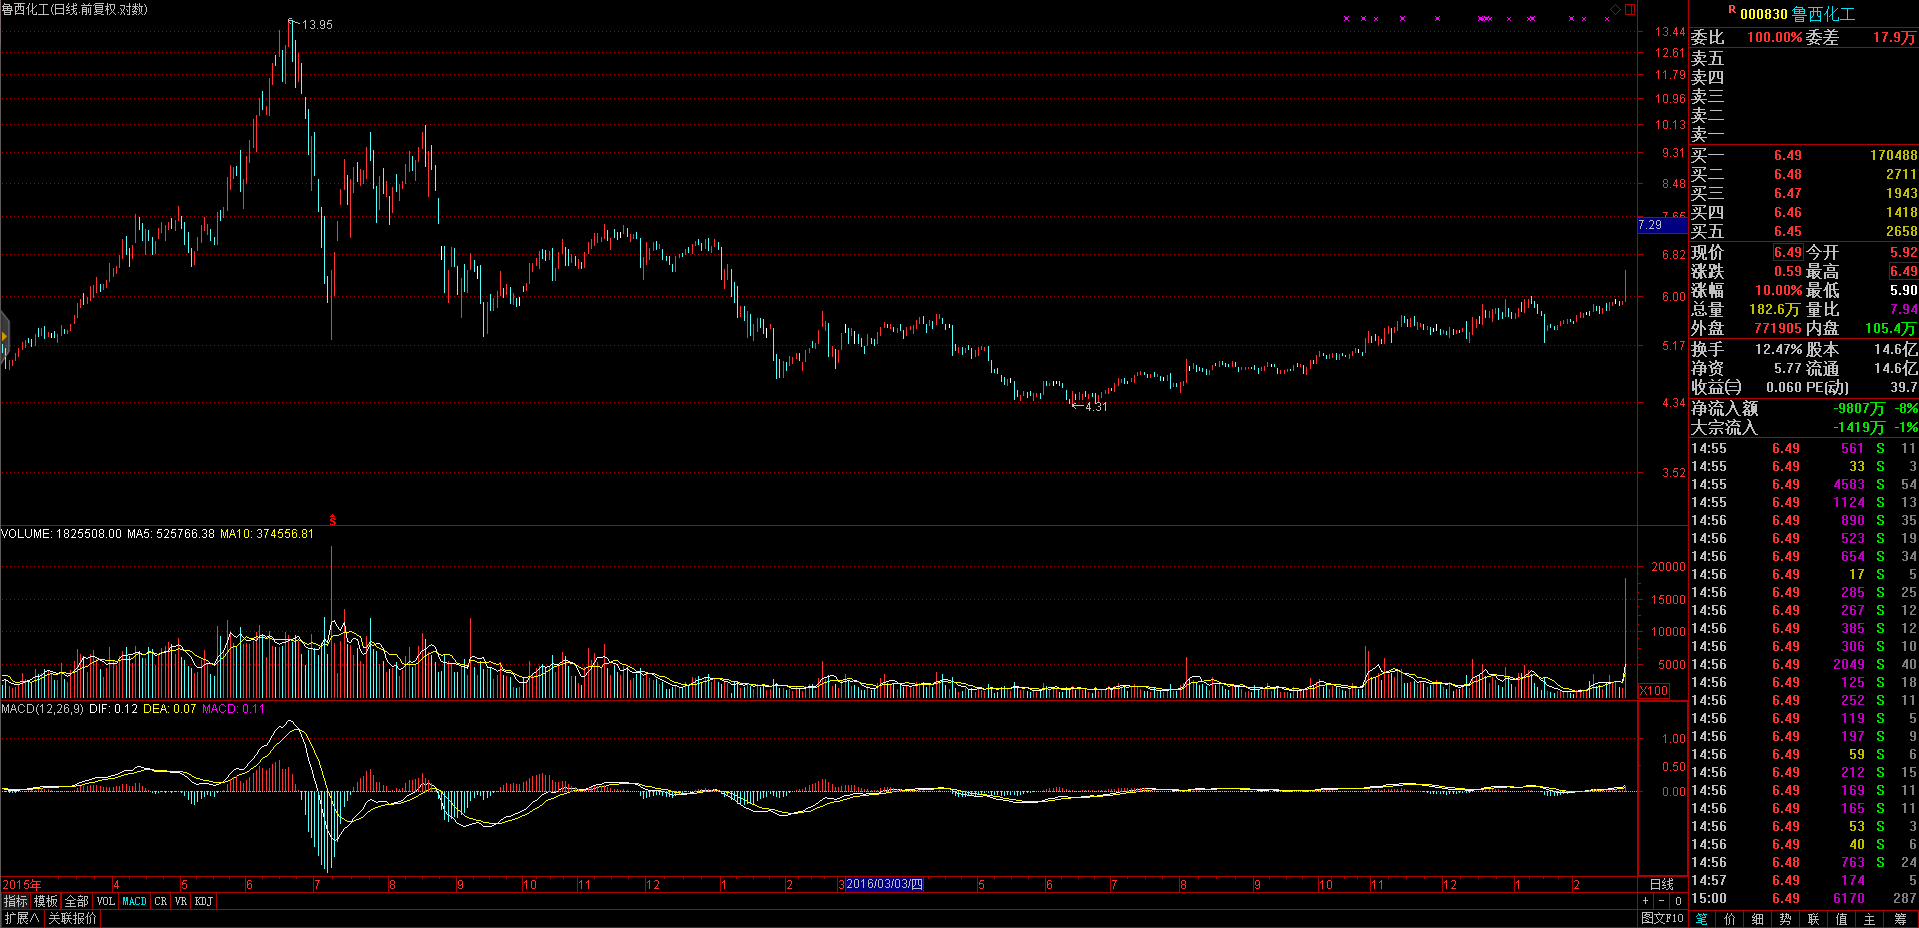 鲁西化工(日线.前复权.对数)
13.95
4.31
13.44
12.61
11.79
10.96
10.13
9.31
8.48
7.66
7.29
6.82
6.00
5.17
4.34
3.52
S
VOLUME: 1825508.00 MA5: 525766.38 MA10: 374556.81
20000
15000
10000
5000
X100
MACD(12,26,9) DIF: 0.12 DEA: 0.07 MACD: 0.11
1.00
0.50
0.00
2015年 4 5 6 7 8 9 10 11 12 1 2 3 2016/03/03/四 5 6 7 8 9 10 11 12 1 2 日线
指标 模板 全部 VOL MACD CR VR KDJ + - 0
扩展∧ 关联报价 图文F10
R 000830 鲁西化工
委比 100.00% 委差 17.9万
卖五
卖四
卖三
卖二
卖一
买一 6.49 170488
买二 6.48 2711
买三 6.47 1943
买四 6.46 1418
买五 6.45 2658
现价 6.49 今开 5.92
涨跌 0.59 最高 6.49
涨幅 10.00% 最低 5.90
总量 182.6万 量比 7.94
外盘 771905 内盘 105.4万
换手 12.47% 股本 14.6亿
净资 5.77 流通 14.6亿
收益㈢ 0.060 PE(动) 39.7
净流入额 -9807万 -8%
大宗流入 -1419万 -1%
14:55 6.49 561 S 11
14:55 6.49 33 S 3
14:55 6.49 4583 S 54
14:55 6.49 1124 S 13
14:56 6.49 890 S 35
14:56 6.49 523 S 19
14:56 6.49 654 S 34
14:56 6.49 17 S 5
14:56 6.49 285 S 25
14:56 6.49 267 S 12
14:56 6.49 385 S 12
14:56 6.49 306 S 10
14:56 6.49 2049 S 40
14:56 6.49 125 S 18
14:56 6.49 252 S 11
14:56 6.49 119 S 5
14:56 6.49 197 S 9
14:56 6.49 59 S 6
14:56 6.49 212 S 15
14:56 6.49 169 S 11
14:56 6.49 165 S 11
14:56 6.49 53 S 3
14:56 6.49 40 S 6
14:56 6.48 763 S 24
14:57 6.49 174 5
15:00 6.49 6170 287
笔 价 细 势 联 值 主 筹